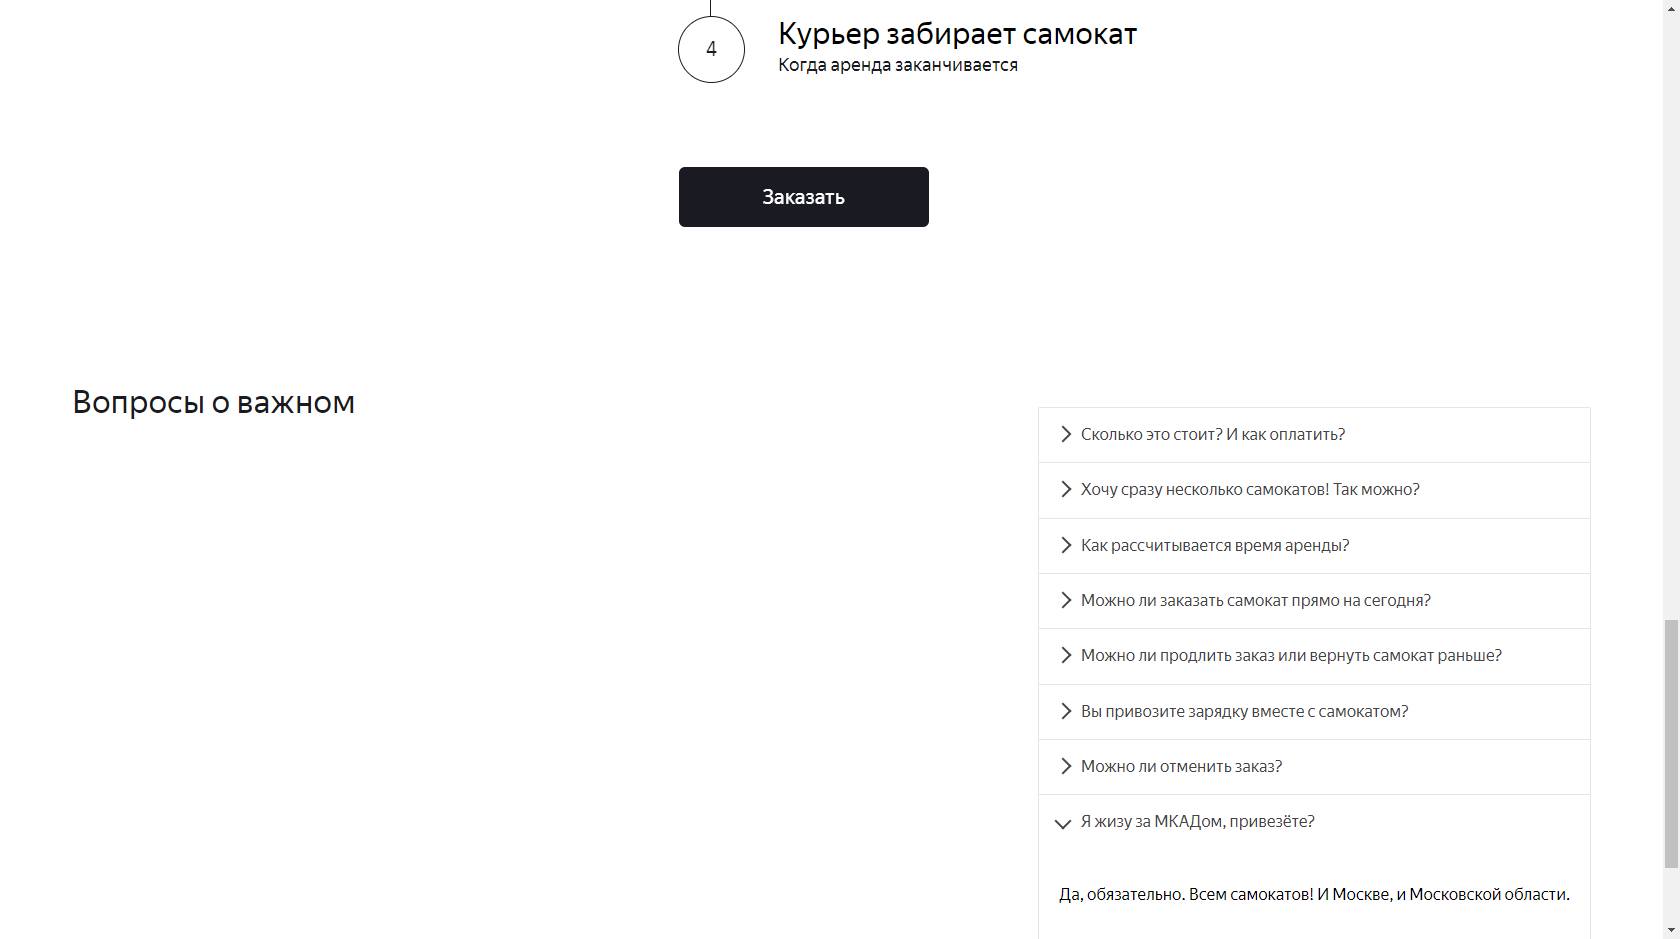 4
Курьер забирает самокат
Когда аренда заканчивается
Заказать
Вопросы о важном
Сколько это стоит? И как оплатить?
Хочу сразу несколько самокатов! Так можно?
Как рассчитывается время аренды?
Можно ли заказать самокат прямо на сегодня?
Можно ли продлить заказ или вернуть самокат раньше?
Вы привозите зарядку вместе с самокатом?
Можно ли отменить заказ?
Я жизу за МКАДом, привезёте?
Да, обязательно. Всем самокатов! И Москве, и Московской области.